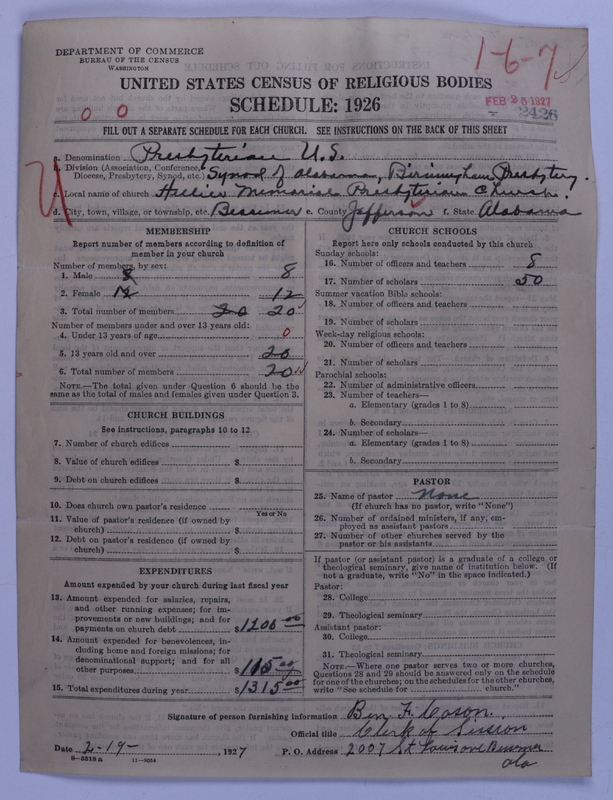 DEPARTMENT OF COMMERCE
BUREAU OF THE CENSUS
WASHINGTON
1-6-7
UNITED STATES CENSUS OF RELIGIOUS BODIES
SCHEDULE: 1926
0 0
FEB 26 1927
2426
FILL OUT A SEPARATE SCHEDULE FOR EACH CHURCH. SEE INSTRUCTIONS ON THE BACK OF THIS SHEET
a. Denomination Presbyterian U.S.
b. Division (Association, Conference, Diocese, Presbytery, Synod, etc.) Synod of Alabama, Birmingham Presbytery.
c. Local name of church Memorial Presbyterian Church.
d. City, town, village, or township, etc. Bessemer e. County Jefferson f. State Alabama
MEMBERSHIP
Report number of members according to definition of
member in your church
Number of members, by sex:
1. Male 8 8
2. Female 12 12
3. Total number of members 20 20
Number of members under and over 13 years old:
4. Under 13 years of age 0
5. 13 years old and over 20
6. Total number of members 20
NOTE.—The total given under Question 6 should be the
same as the total of males and females given under Question 3.
CHURCH BUILDINGS
See instructions, paragraphs 10 to 12
7. Number of church edifices
8. Value of church edifices $
9. Debt on church edifices $
10. Does church own pastor's residence
Yes or No
11. Value of pastor's residence (if owned by
church) $
12. Debt on pastor's residence (if owned by
church) $
EXPENDITURES
Amount expended by your church during last fiscal year
13. Amount expended for salaries, repairs,
and other running expenses; for im-
provements or new buildings; and for
payments on church debt $1200.00
14. Amount expended for benevolences, in-
cluding home and foreign missions; for
denominational support; and for all
other purposes $115.00
15. Total expenditures during year $1315.00
CHURCH SCHOOLS
Report here only schools conducted by this church
Sunday schools:
16. Number of officers and teachers 8
17. Number of scholars 50
Summer vacation Bible schools:
18. Number of officers and teachers
19. Number of scholars
Week-day religious schools:
20. Number of officers and teachers
21. Number of scholars
Parochial schools:
22. Number of administrative officers
23. Number of teachers—
a. Elementary (grades 1 to 8)
b. Secondary
24. Number of scholars—
a. Elementary (grades 1 to 8)
b. Secondary
PASTOR
25. Name of pastor None
(If church has no pastor, write "None")
26. Number of ordained ministers, if any, em-
ployed as assistant pastors
27. Number of other churches served by the
pastor or his assistants
If pastor (or assistant pastor) is a graduate of a college or
theological seminary, give name of institution below. (If
not a graduate, write "No" in the space indicated.)
Pastor:
28. College
29. Theological seminary
Assistant pastor:
30. College
31. Theological seminary
NOTE.—Where one pastor serves two or more churches,
Questions 28 and 29 should be answered only on the schedule
for one of the churches; on the schedules for the other churches,
write "See schedule for church."
Signature of person furnishing information Ben F. Cason.
Official title Clerk of Session
Date 2-19-, 1927 P. O. Address 2007 St Louis ave Bessemer
Ala
8-5518a 11-9054